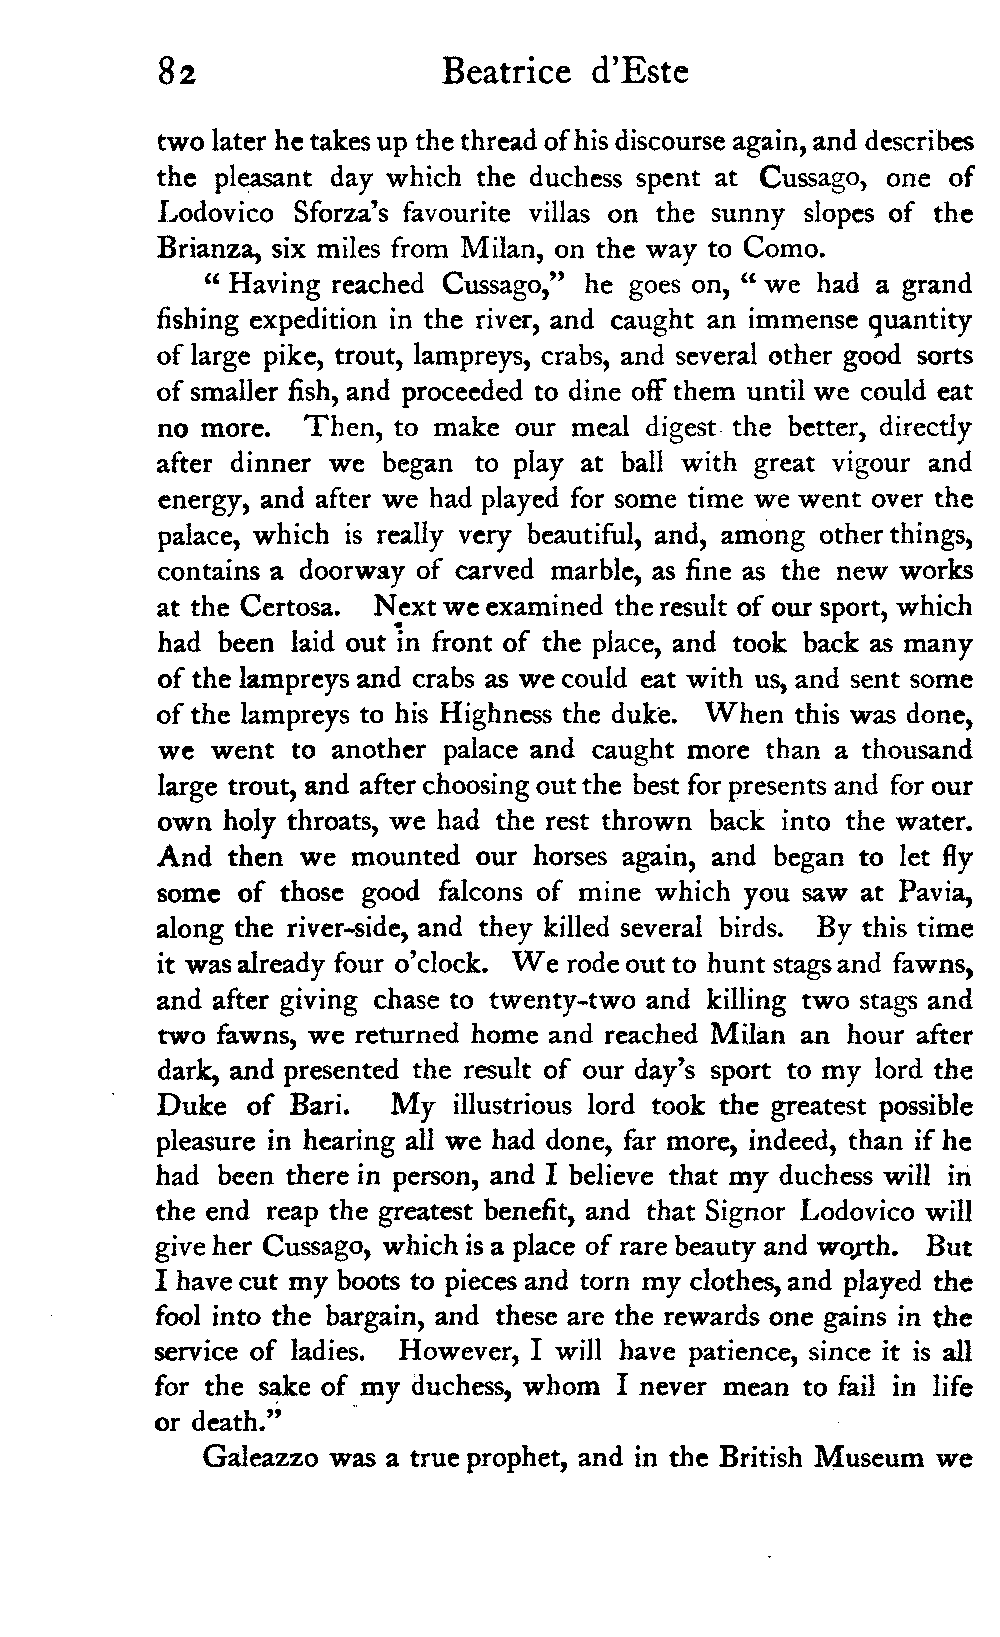 82 Beatrice d'Este
two later he takes up the thread of his discourse again, and describes
the pleasant day which the duchess spent at Cussago, one of
Lodovico Sforza's favourite villas on the sunny slopes of the
Brianza, six miles from Milan, on the way to Como.
"Having reached Cussago," he goes on, "we had a grand
fishing expedition in the river, and caught an immense quantity
of large pike, trout, lampreys, crabs, and several other good sorts
of smaller fish, and proceeded to dine off them until we could eat
no more. Then, to make our meal digest the better, directly
after dinner we began to play at ball with great vigour and
energy, and after we had played for some time we went over the
palace, which is really very beautiful, and, among other things,
contains a doorway of carved marble, as fine as the new works
at the Certosa. Next we examined the result of our sport, which
had been laid out in front of the place, and took back as many
of the lampreys and crabs as we could eat with us, and sent some
of the lampreys to his Highness the duke. When this was done,
we went to another palace and caught more than a thousand
large trout, and after choosing out the best for presents and for our
own holy throats, we had the rest thrown back into the water.
And then we mounted our horses again, and began to let fly
some of those good falcons of mine which you saw at Pavia,
along the river-side, and they killed several birds. By this time
it was already four o'clock. We rode out to hunt stags and fawns,
and after giving chase to twenty-two and killing two stags and
two fawns, we returned home and reached Milan an hour after
dark, and presented the result of our day's sport to my lord the
Duke of Bari. My illustrious lord took the greatest possible
pleasure in hearing all we had done, far more, indeed, than if he
had been there in person, and I believe that my duchess will in
the end reap the greatest benefit, and that Signor Lodovico will
give her Cussago, which is a place of rare beauty and worth. But
I have cut my boots to pieces and torn my clothes, and played the
fool into the bargain, and these are the rewards one gains in the
service of ladies. However, I will have patience, since it is all
for the sake of my duchess, whom I never mean to fail in life
or death."
Galeazzo was a true prophet, and in the British Museum we